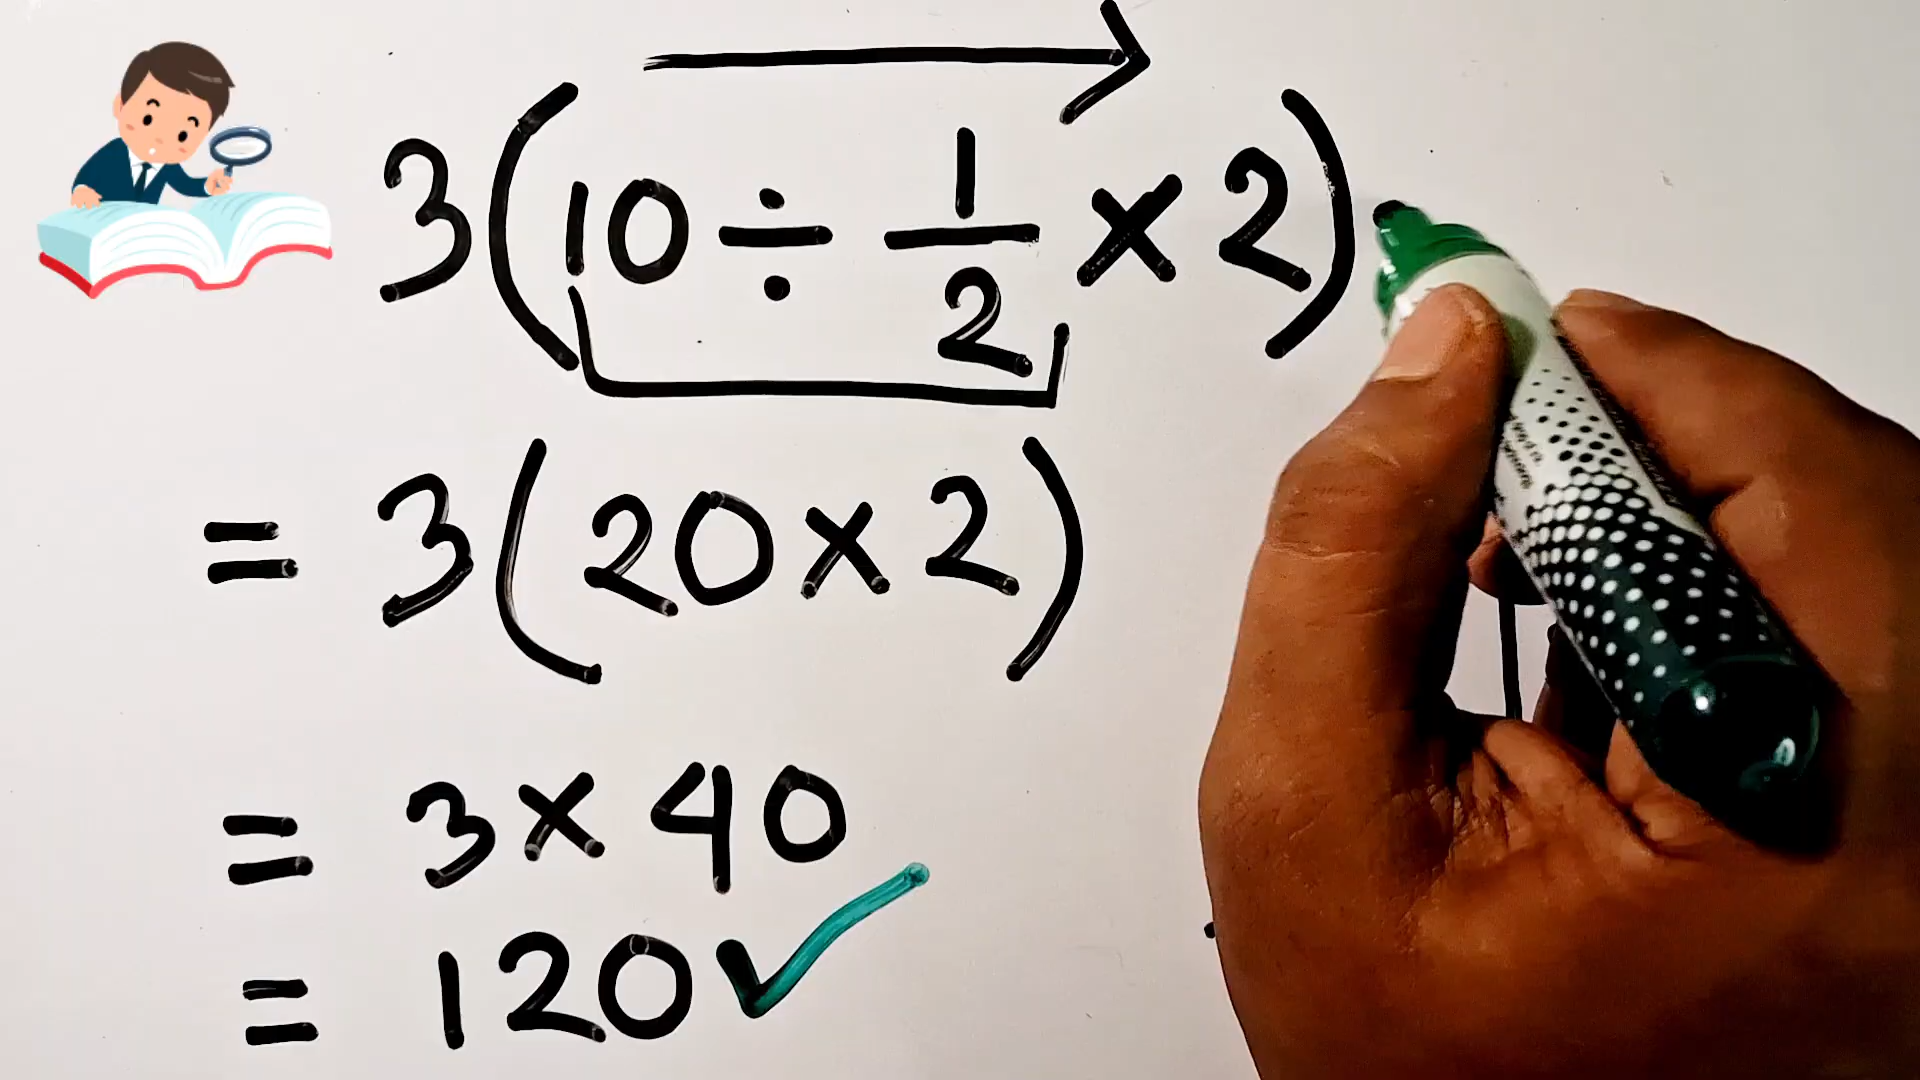 3(10 ÷ 1/2 × 2)
= 3(20×2)
= 3×40
= 120✓